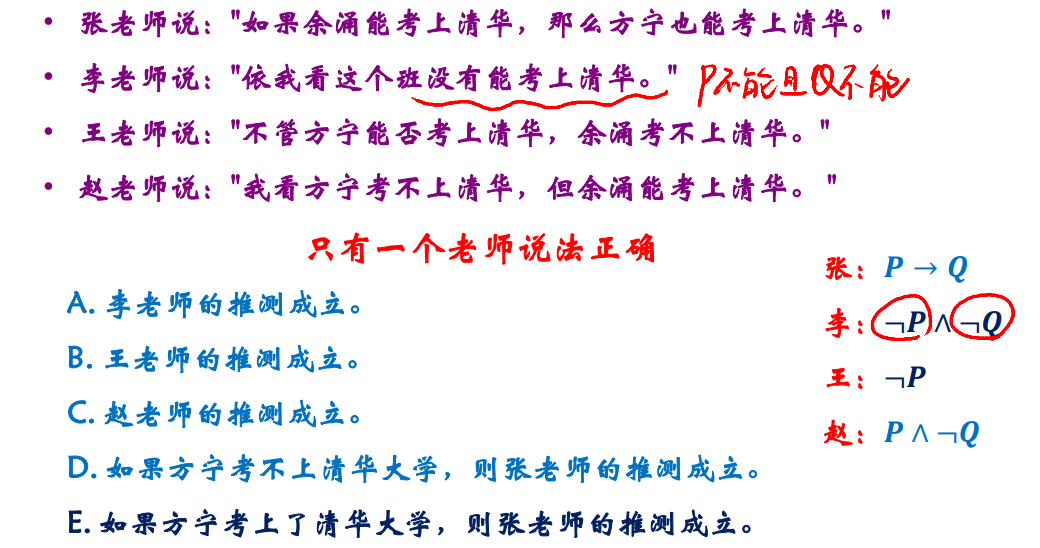 • 张老师说："如果余涌能考上清华，那么方宁也能考上清华。"
• 李老师说："依我看这个班没有能考上清华。" P不能且Q不能
• 王老师说："不管方宁能否考上清华，余涌考不上清华。"
• 赵老师说："我看方宁考不上清华，但余涌能考上清华。"
只有一个老师说法正确
张：P → Q
A. 李老师的推测成立。
李：¬P ∧ ¬Q
B. 王老师的推测成立。
王：¬P
C. 赵老师的推测成立。
赵：P ∧ ¬Q
D. 如果方宁考不上清华大学，则张老师的推测成立。
E. 如果方宁考上了清华大学，则张老师的推测成立。